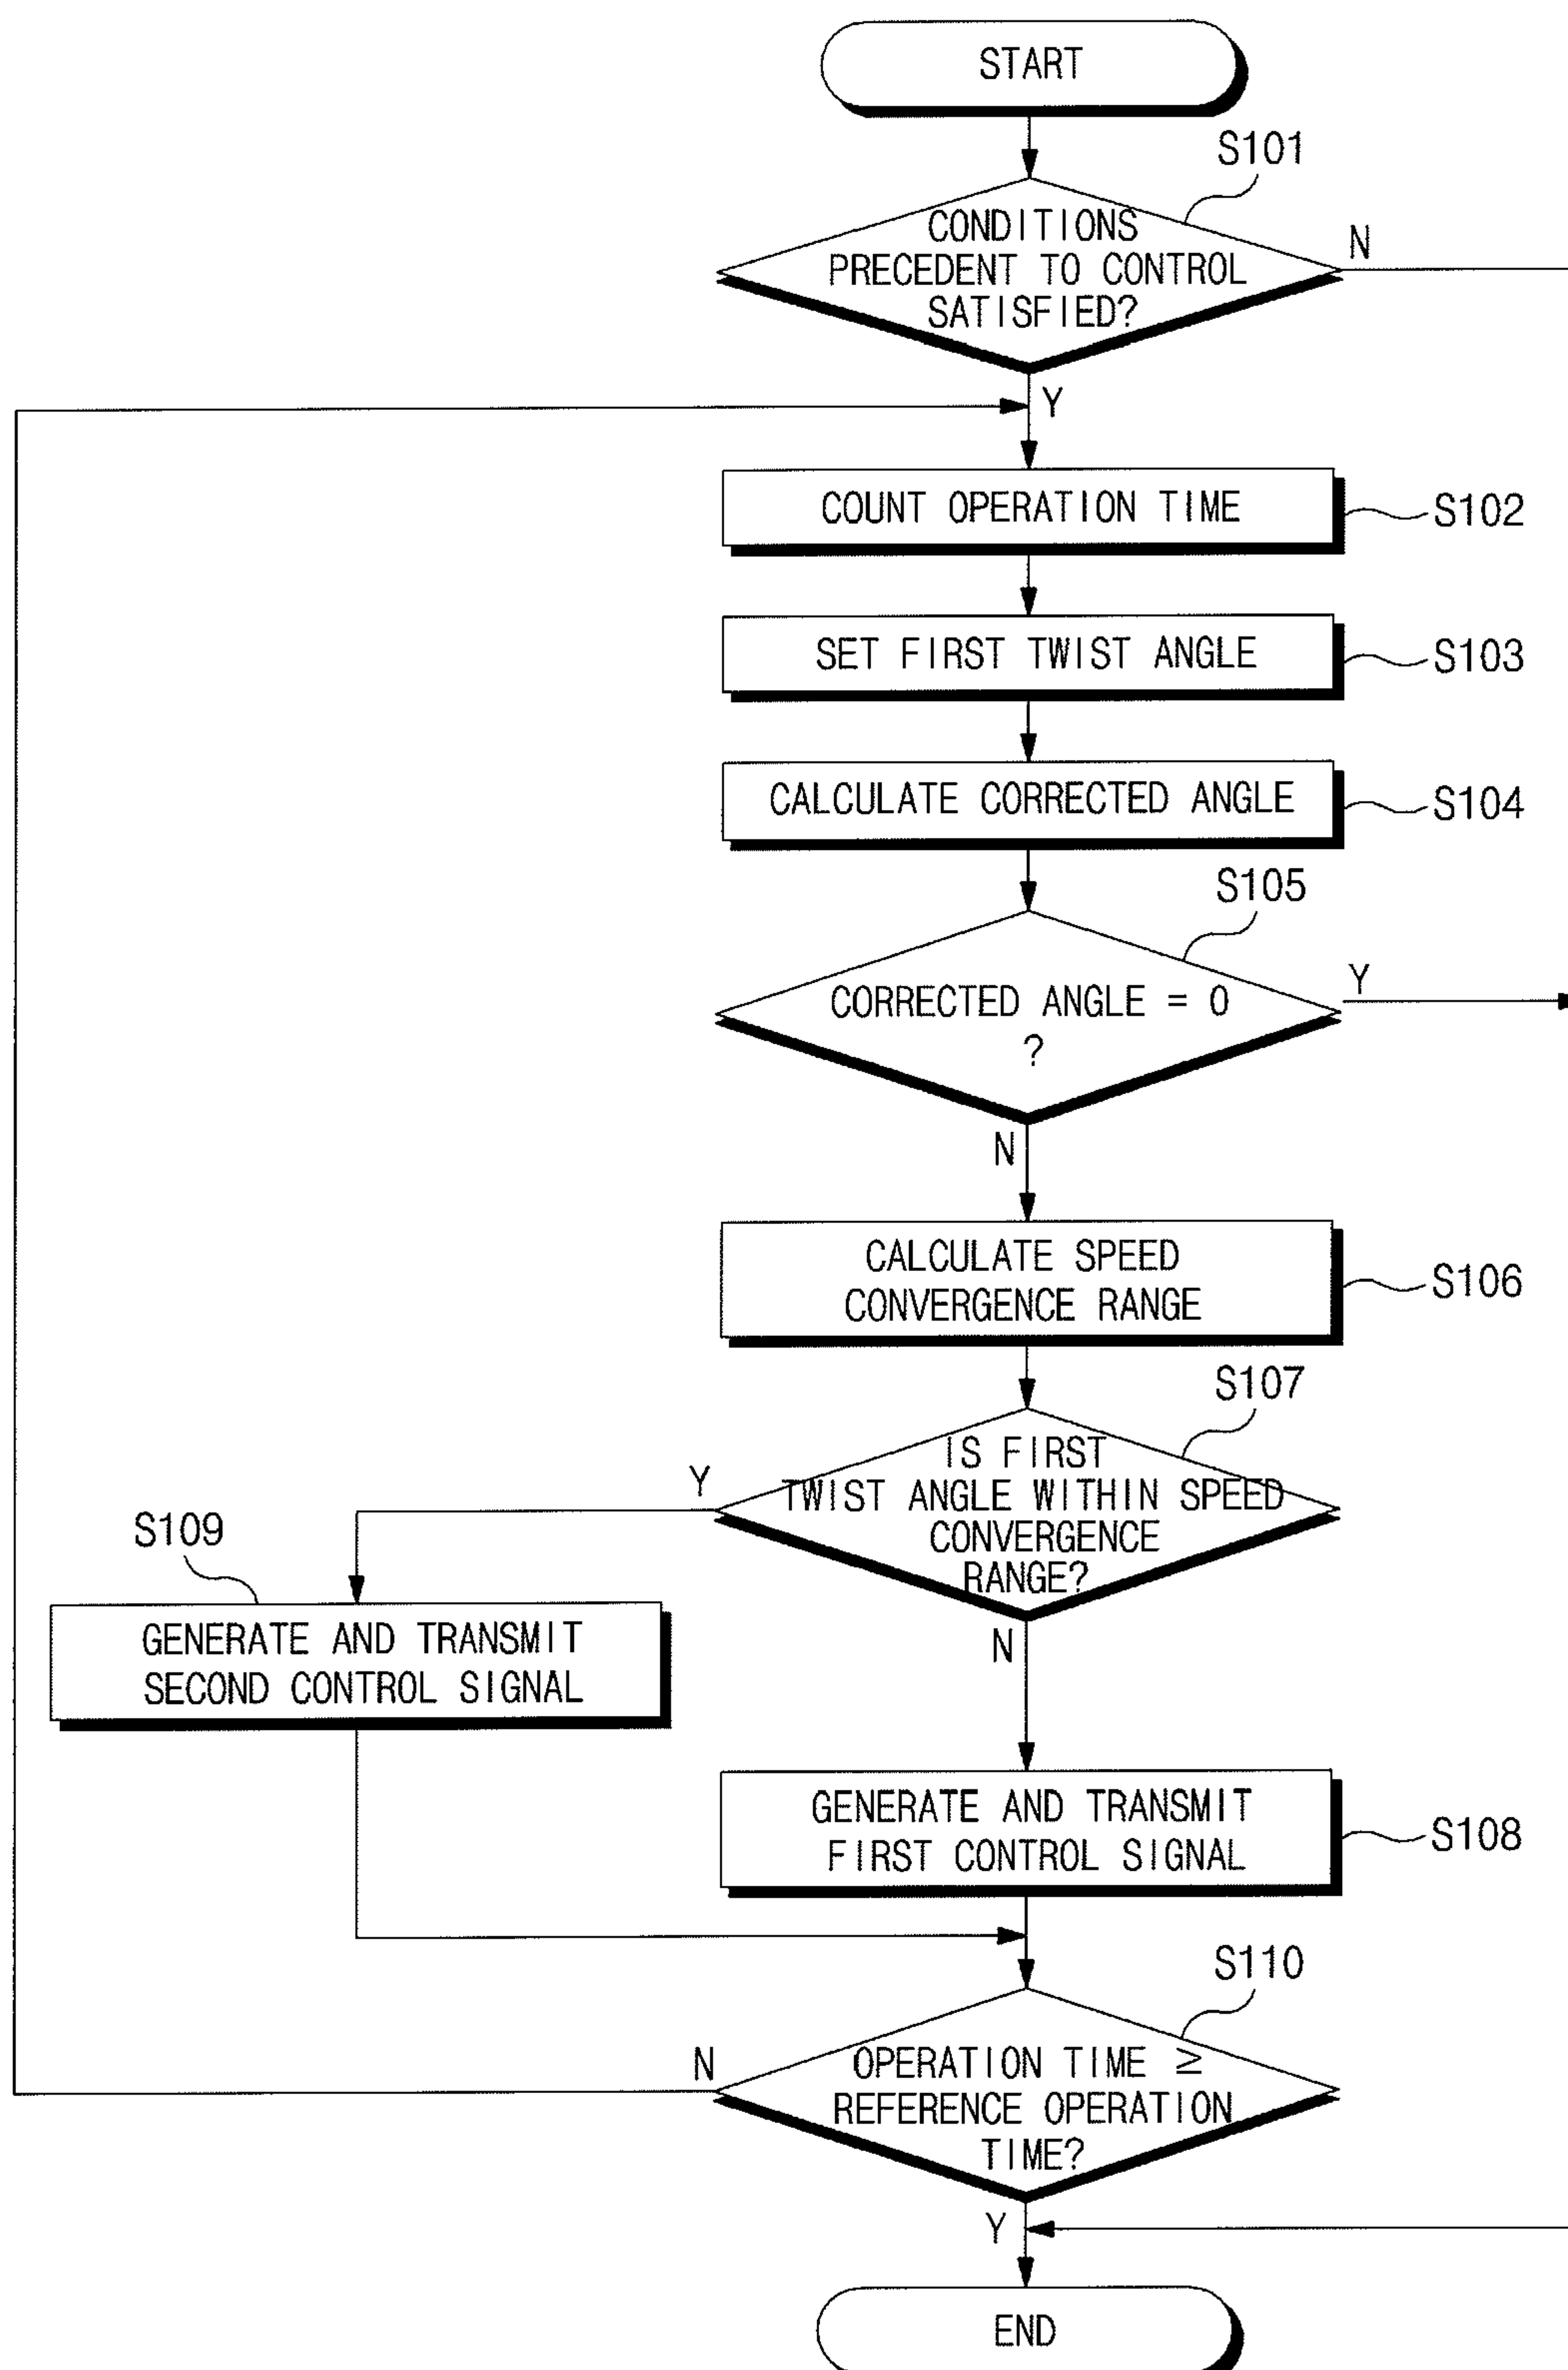 START
S101
CONDITIONS
PRECEDENT TO CONTROL
SATISFIED?
N
Y
COUNT OPERATION TIME
S102
SET FIRST TWIST ANGLE
S103
CALCULATE CORRECTED ANGLE
S104
S105
CORRECTED ANGLE = 0
?
Y
N
CALCULATE SPEED
CONVERGENCE RANGE
S106
S107
IS FIRST
TWIST ANGLE WITHIN SPEED
CONVERGENCE
RANGE?
Y
N
S109
GENERATE AND TRANSMIT
SECOND CONTROL SIGNAL
GENERATE AND TRANSMIT
FIRST CONTROL SIGNAL
S108
S110
OPERATION TIME ≥
REFERENCE OPERATION
TIME?
N
Y
END